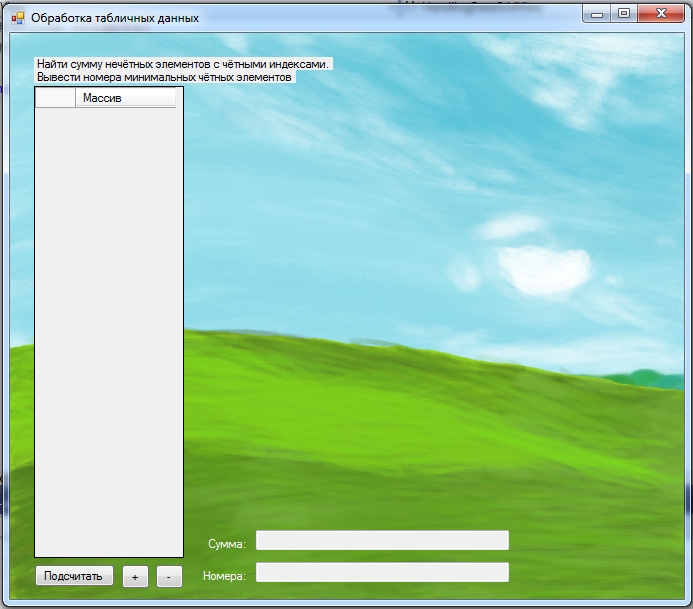 Обработка табличных данных
Найти сумму нечётных элементов с чётными индексами.
Вывести номера минимальных чётных элементов
Массив
Сумма:
Подсчитать + - Номера: